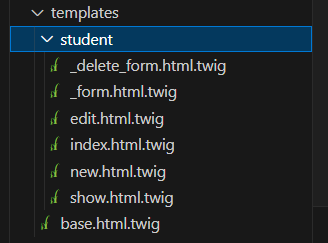 templates
student
_delete_form.html.twig
_form.html.twig
edit.html.twig
index.html.twig
new.html.twig
show.html.twig
base.html.twig